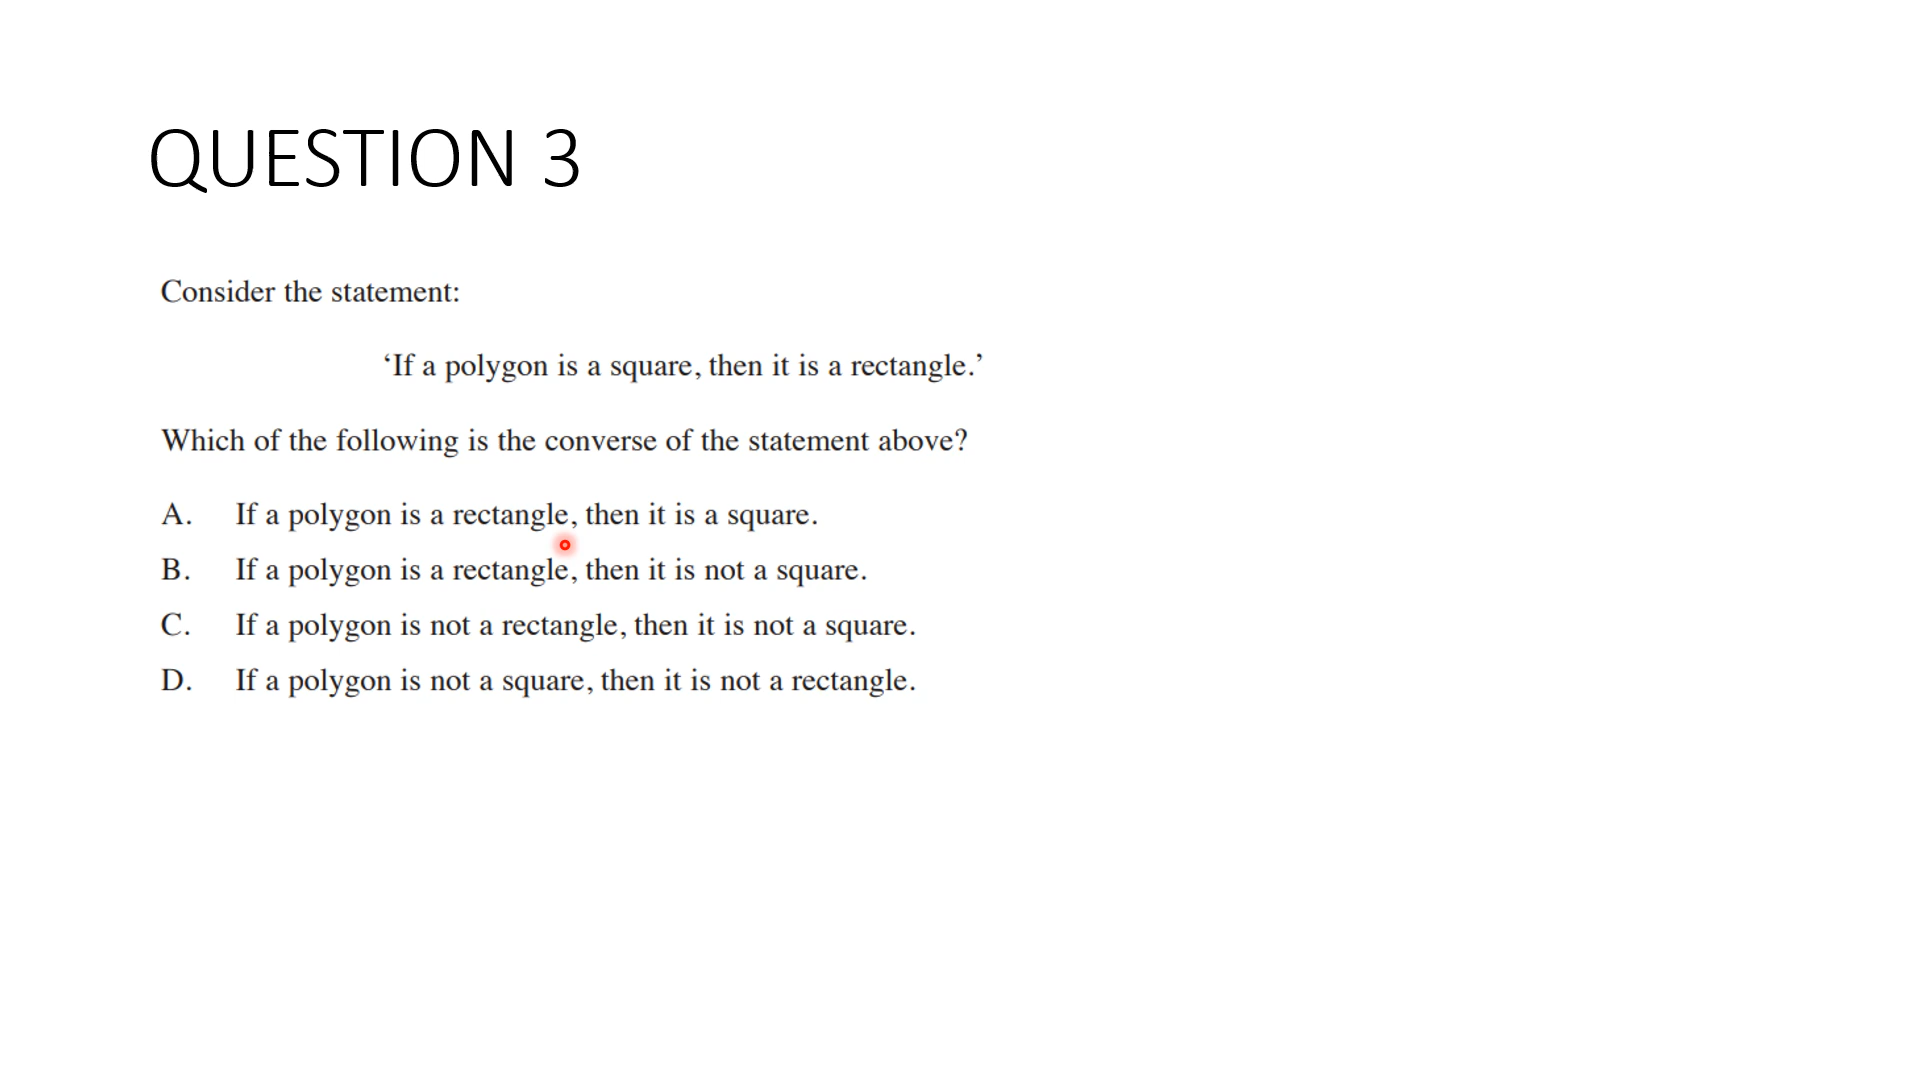 QUESTION 3
Consider the statement:
‘If a polygon is a square, then it is a rectangle.’
Which of the following is the converse of the statement above?
A. If a polygon is a rectangle, then it is a square.
B. If a polygon is a rectangle, then it is not a square.
C. If a polygon is not a rectangle, then it is not a square.
D. If a polygon is not a square, then it is not a rectangle.